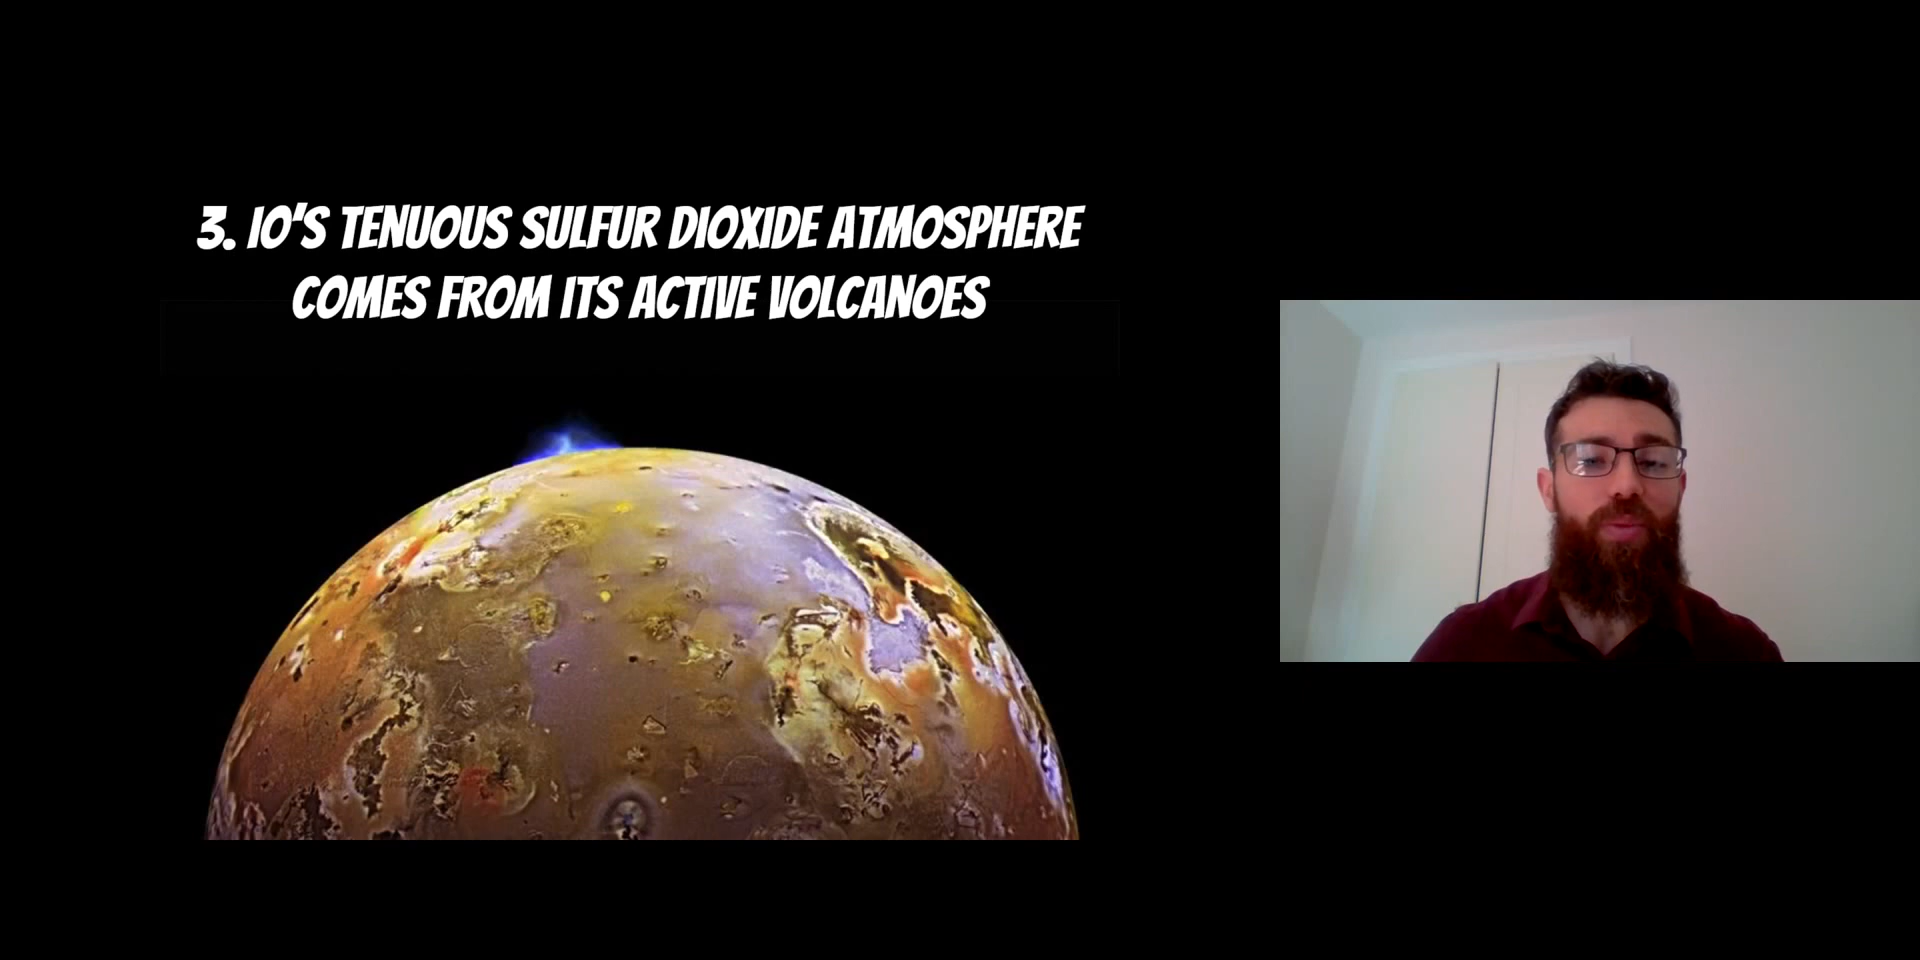 3. IO'S TENUOUS SULFUR DIOXIDE ATMOSPHERE
COMES FROM ITS ACTIVE VOLCANOES